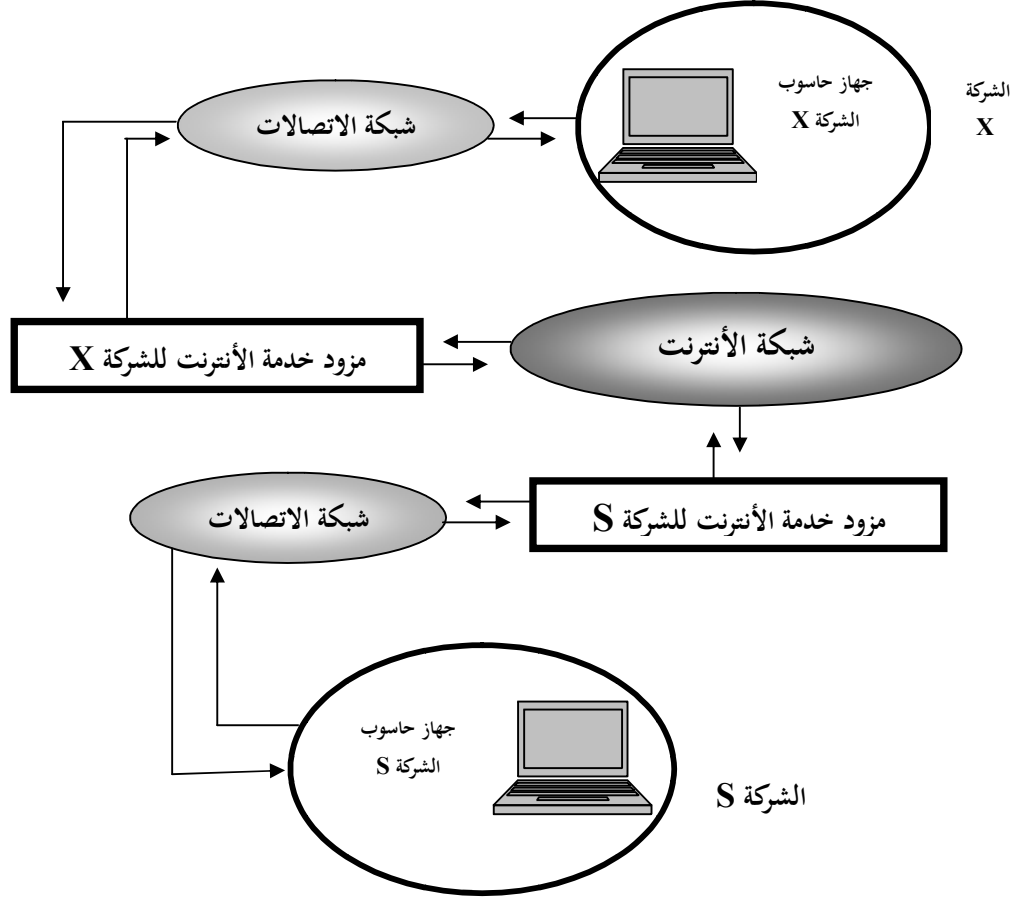 الشركة
X
جهاز حاسوب
الشركة X
شبكة الاتصالات
شبكة الأنترنت
مزود خدمة الأنترنت للشركة X
مزود خدمة الأنترنت للشركة S
شبكة الاتصالات
جهاز حاسوب
الشركة S
الشركة S